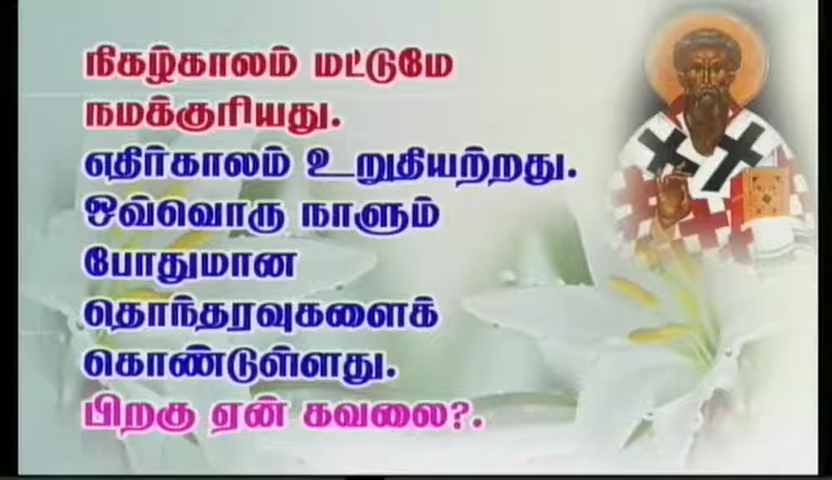 நிகழ்காலம் மட்டுமே
நமக்குரியது.
எதிர்காலம் உறுதியற்றது.
ஒவ்வொரு நாளும்
போதுமான
தொந்தரவுகளைக்
கொண்டுள்ளது.
பிறகு ஏன் கவலை?.